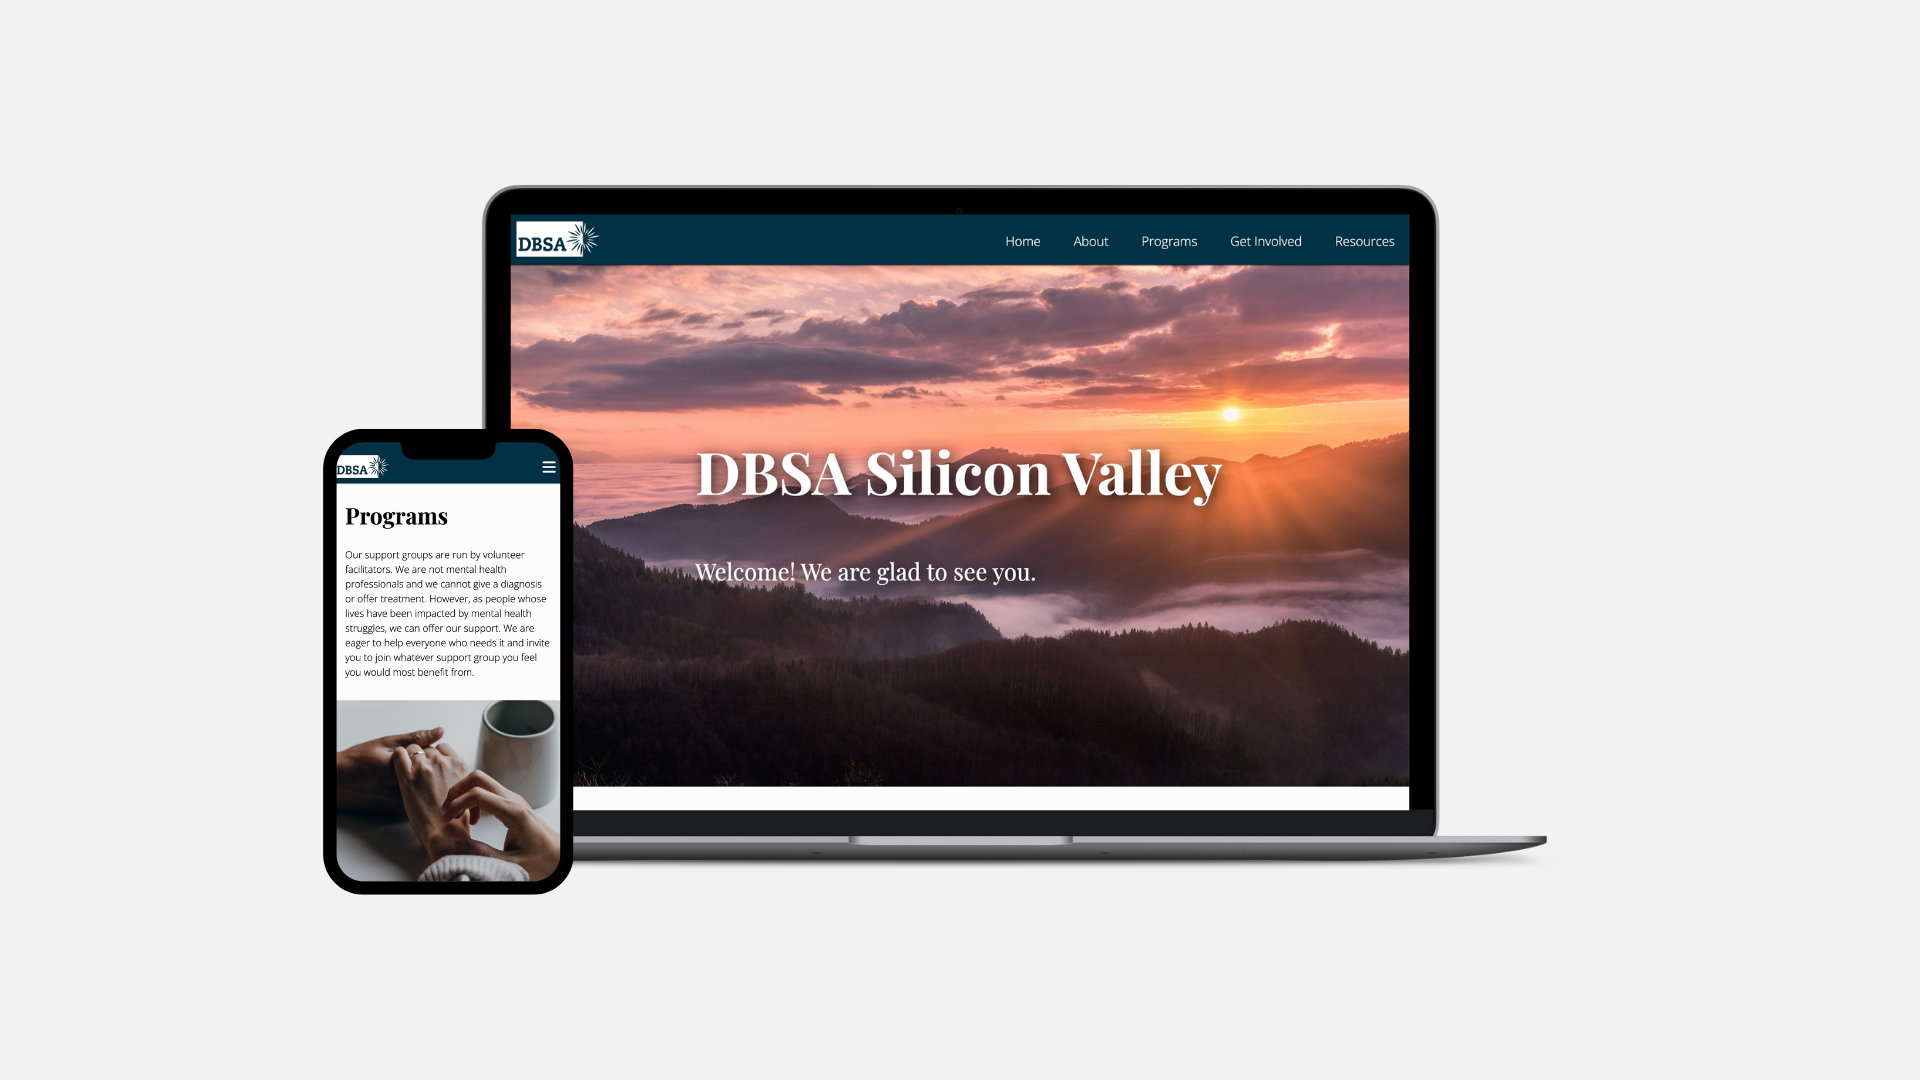 DBSA
Home About Programs Get Involved Resources
DBSA Silicon Valley
Welcome! We are glad to see you.
DBSA
Programs
Our support groups are run by volunteer
facilitators. We are not mental health
professionals and we cannot give a diagnosis
or offer treatment. However, as people whose
lives have been impacted by mental health
struggles, we can offer our support. We are
eager to help everyone who needs it and invite
you to join whatever support group you feel
you would most benefit from.